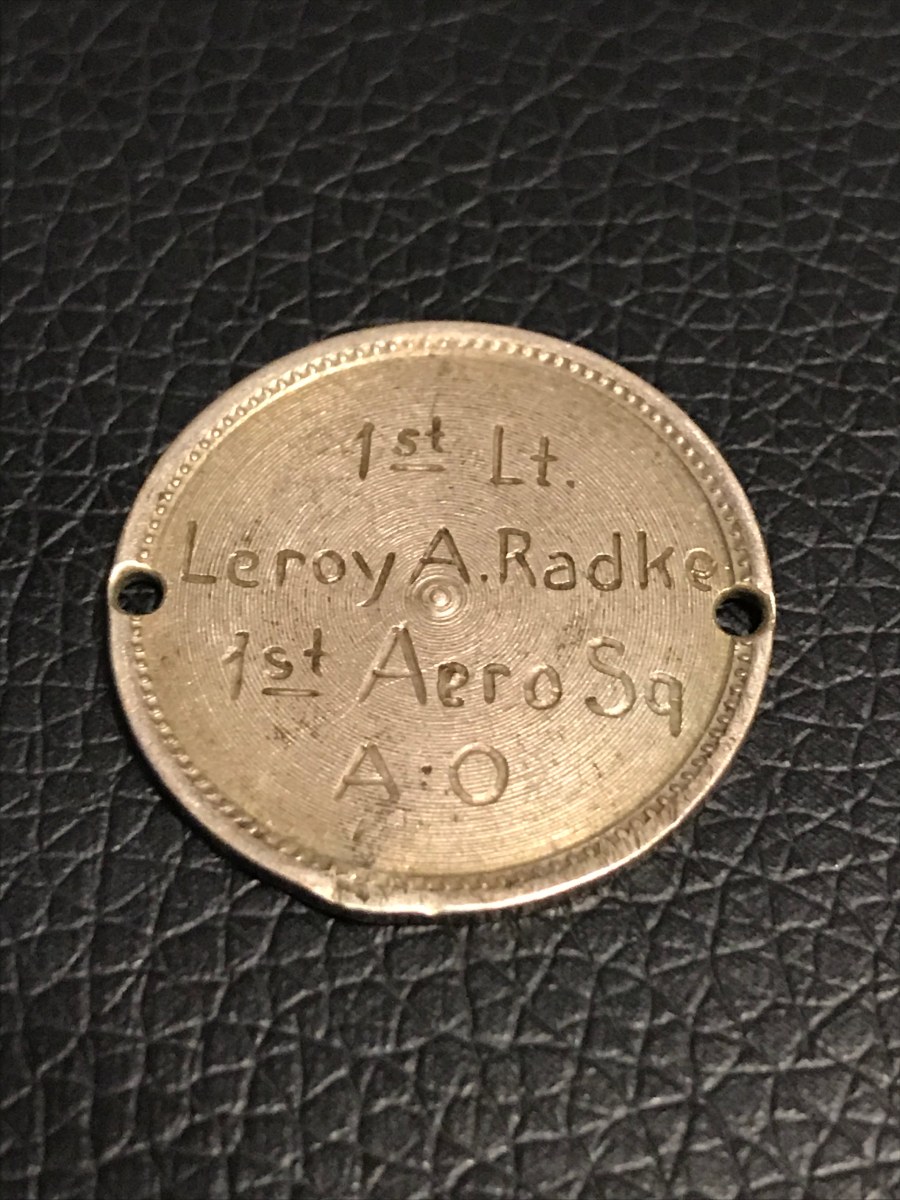 1st Lt.
Leroy A. Radke
1st Aero Sq
A:O